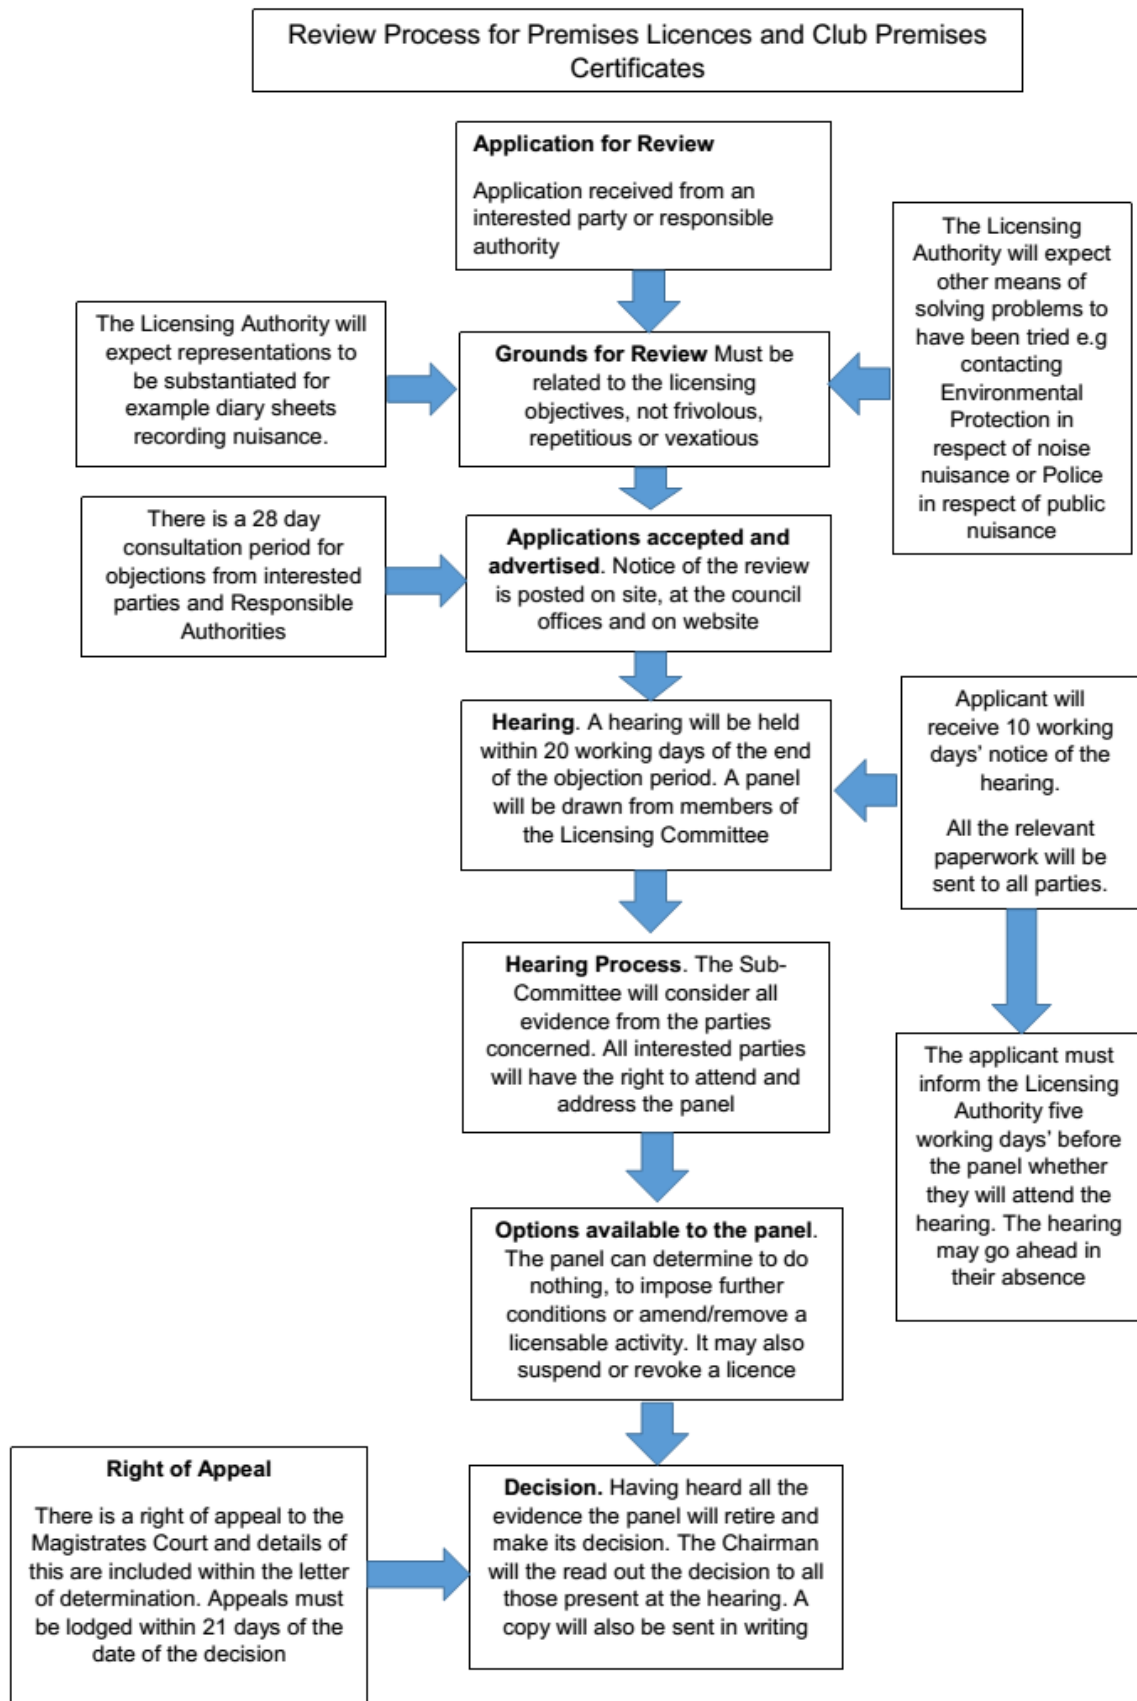 Review Process for Premises Licences and Club Premises
Certificates
Application for Review
Application received from an
interested party or responsible
authority
The Licensing
Authority will expect
other means of
solving problems to
have been tried e.g
contacting
Environmental
Protection in
respect of noise
nuisance or Police
in respect of public
nuisance
The Licensing Authority will
expect representations to
be substantiated for
example diary sheets
recording nuisance.
Grounds for Review Must be
related to the licensing
objectives, not frivolous,
repetitious or vexatious
There is a 28 day
consultation period for
objections from interested
parties and Responsible
Authorities
Applications accepted and
advertised. Notice of the review
is posted on site, at the council
offices and on website
Hearing. A hearing will be held
within 20 working days of the end
of the objection period. A panel
will be drawn from members of
the Licensing Committee
Applicant will
receive 10 working
days' notice of the
hearing.
All the relevant
paperwork will be
sent to all parties.
Hearing Process. The Sub-
Committee will consider all
evidence from the parties
concerned. All interested parties
will have the right to attend and
address the panel
The applicant must
inform the Licensing
Authority five
working days' before
the panel whether
they will attend the
hearing. The hearing
may go ahead in
their absence
Options available to the panel.
The panel can determine to do
nothing, to impose further
conditions or amend/remove a
licensable activity. It may also
suspend or revoke a licence
Right of Appeal
There is a right of appeal to the
Magistrates Court and details of
this are included within the letter
of determination. Appeals must
be lodged within 21 days of the
date of the decision
Decision. Having heard all the
evidence the panel will retire and
make its decision. The Chairman
will the read out the decision to all
those present at the hearing. A
copy will also be sent in writing